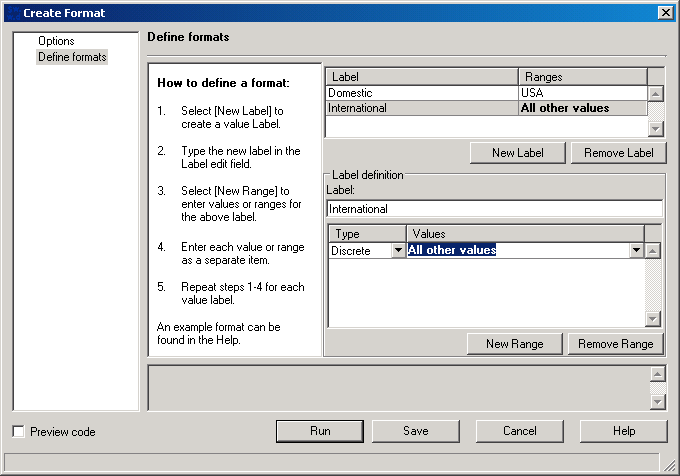 Create Format
Options
Define formats
Define formats
How to define a format:
1. Select [New Label] to
create a value Label.
2. Type the new label in the
Label edit field.
3. Select [New Range] to
enter values or ranges for
the above label.
4. Enter each value or range
as a separate item.
5. Repeat steps 1-4 for each
value label.
An example format can be
found in the Help.
Label Ranges
Domestic USA
International All other values
New Label Remove Label
Label definition
Label:
International
Type Values
Discrete All other values
New Range Remove Range
Preview code Run Save Cancel Help